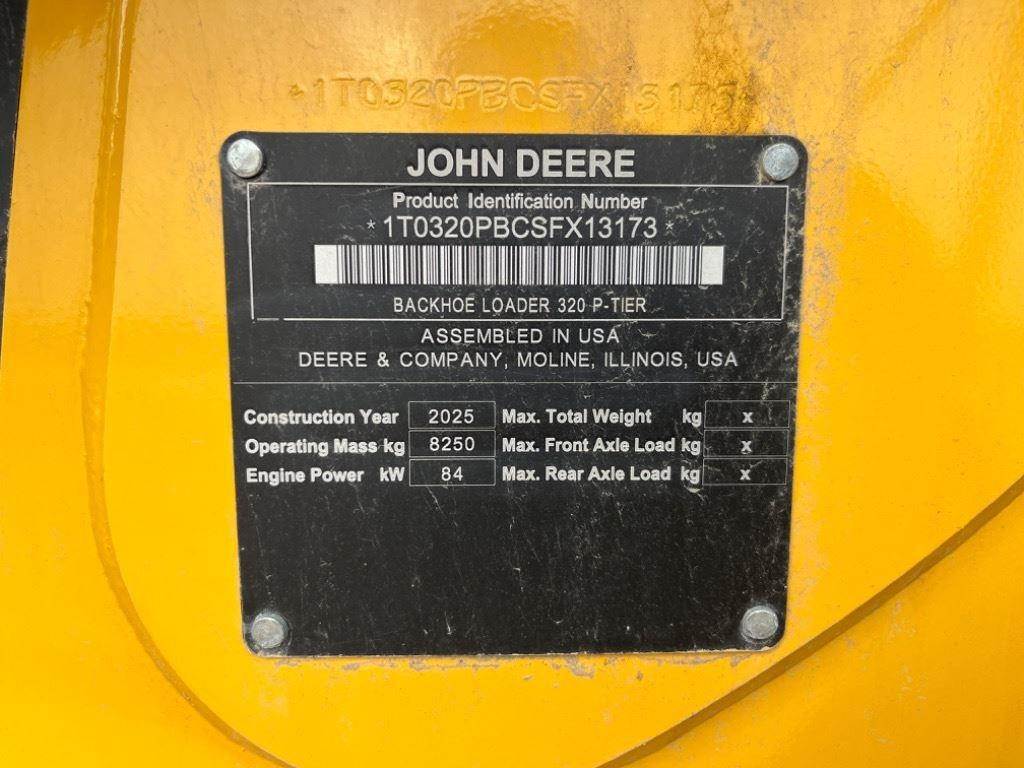 *1T0320PBCSFX13173*
JOHN DEERE
Product Identification Number
*1T0320PBCSFX13173*
BACKHOE LOADER 320 P-TIER
ASSEMBLED IN USA
DEERE & COMPANY, MOLINE, ILLINOIS, USA
Construction Year 2025 Max. Total Weight kg x
Operating Mass kg 8250 Max. Front Axle Load kg x
Engine Power kW 84 Max. Rear Axle Load kg x